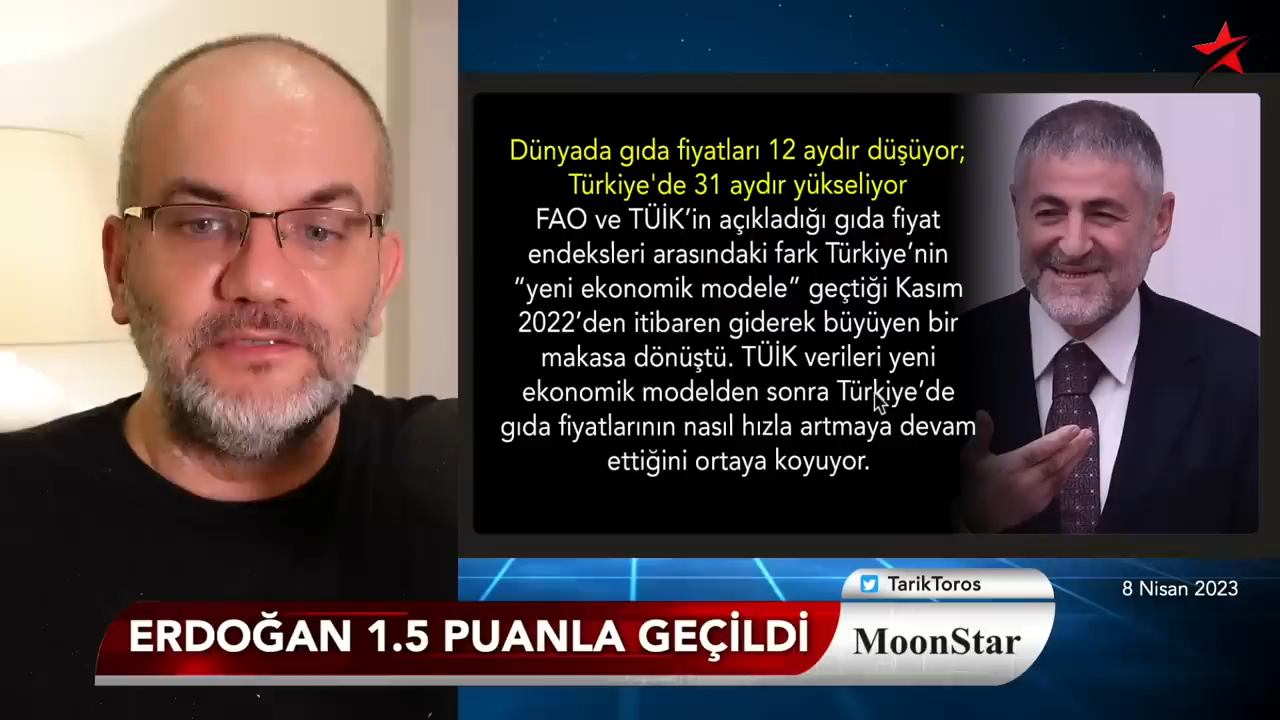 Dünyada gıda fiyatları 12 aydır düşüyor;
Türkiye'de 31 aydır yükseliyor
FAO ve TÜİK’in açıkladığı gıda fiyat
endeksleri arasındaki fark Türkiye’nin
“yeni ekonomik modele” geçtiği Kasım
2022’den itibaren giderek büyüyen bir
makasa dönüştü. TÜİK verileri yeni
ekonomik modelden sonra Türkiye’de
gıda fiyatlarının nasıl hızla artmaya devam
ettiğini ortaya koyuyor.
TarikToros
8 Nisan 2023
ERDOĞAN 1.5 PUANLA GEÇİLDİ
MoonStar